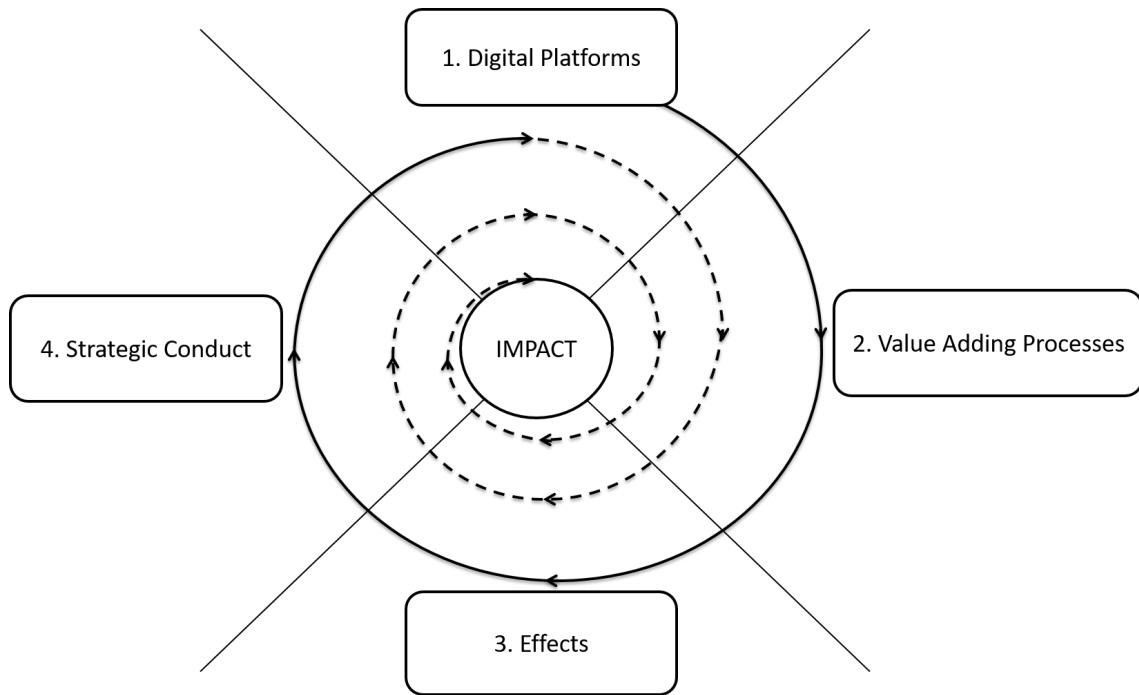 1. Digital Platforms
IMPACT
4. Strategic Conduct
2. Value Adding Processes
3. Effects